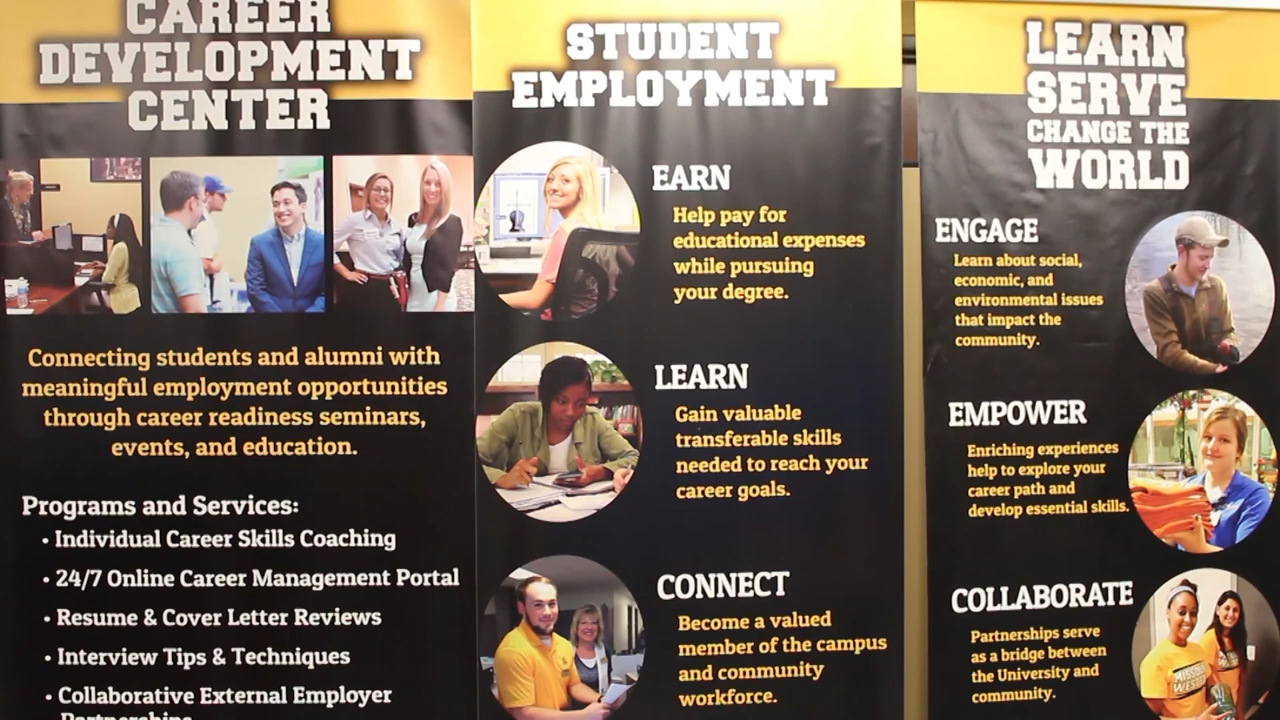 CAREER
DEVELOPMENT
CENTER
Connecting students and alumni with
meaningful employment opportunities
through career readiness seminars,
events, and education.
Programs and Services:
• Individual Career Skills Coaching
• 24/7 Online Career Management Portal
• Resume & Cover Letter Reviews
• Interview Tips & Techniques
• Collaborative External Employer
Partnerships
STUDENT
EMPLOYMENT
EARN
Help pay for
educational expenses
while pursuing
your degree.
LEARN
Gain valuable
transferable skills
needed to reach your
career goals.
CONNECT
Become a valued
member of the campus
and community
workforce.
LEARN
SERVE
CHANGE THE
WORLD
ENGAGE
Learn about social,
economic, and
environmental issues
that impact the
community.
EMPOWER
Enriching experiences
help to explore your
career path and
develop essential skills.
COLLABORATE
Partnerships serve
as a bridge between
the University and
community.